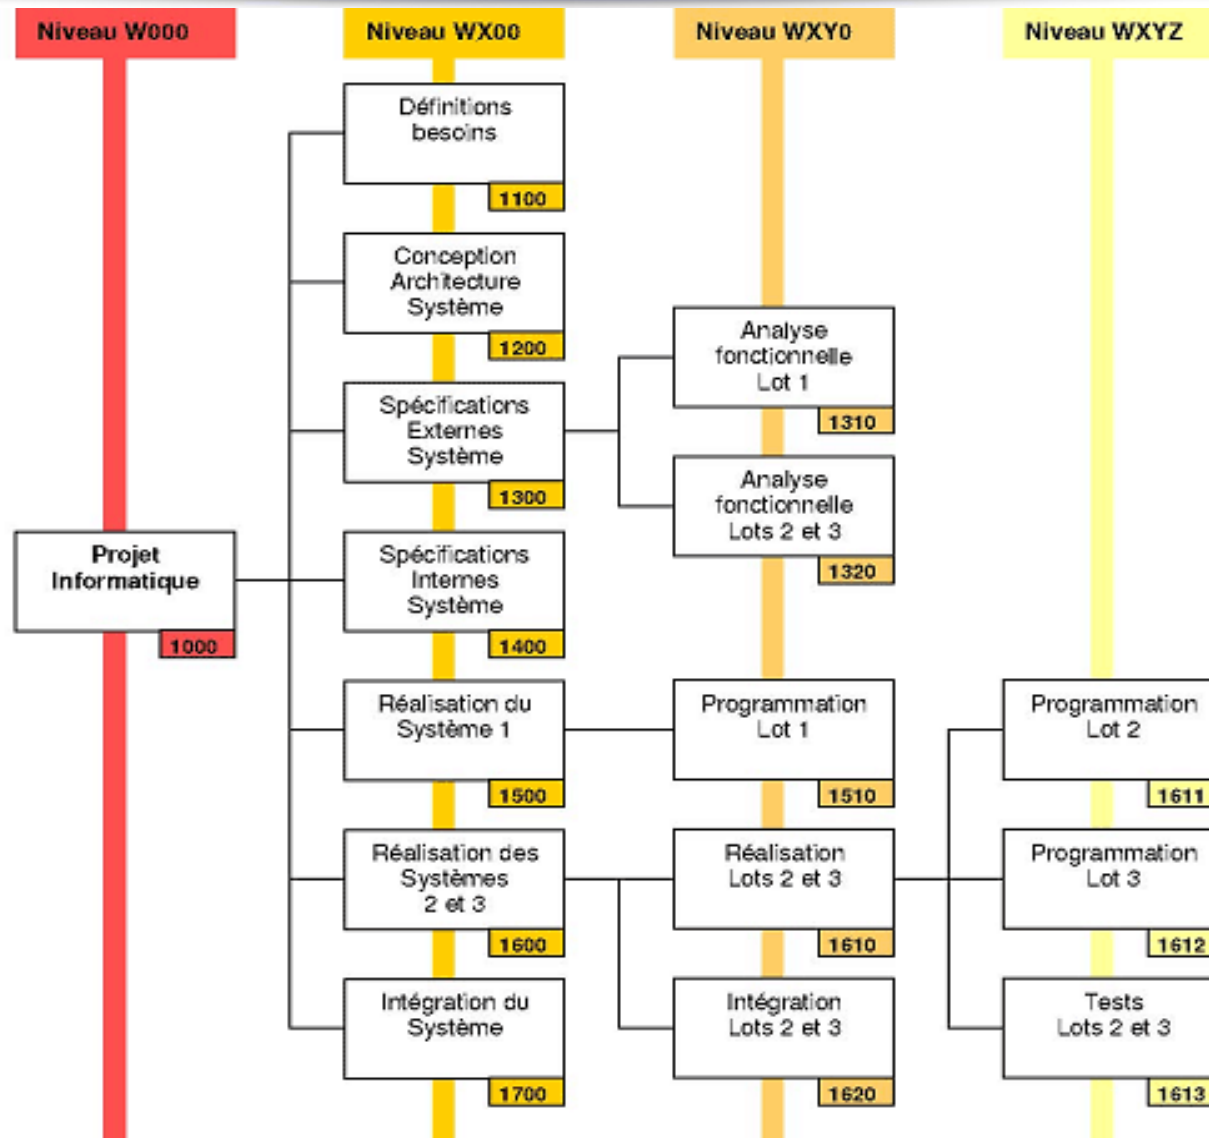 Niveau W000
Niveau WX00
Niveau WXY0
Niveau WXYZ
Définitions
besoins
1100
Conception
Architecture
Système
1200
Spécifications
Externes
Système
1300
Analyse
fonctionnelle
Lot 1
1310
Analyse
fonctionnelle
Lots 2 et 3
1320
Projet
Informatique
1000
Spécifications
Internes
Système
1400
Réalisation du
Système 1
1500
Programmation
Lot 1
1510
Programmation
Lot 2
1611
Réalisation des
Systèmes
2 et 3
1600
Réalisation
Lots 2 et 3
1610
Programmation
Lot 3
1612
Intégration du
Système
1700
Intégration
Lots 2 et 3
1620
Tests
Lots 2 et 3
1613